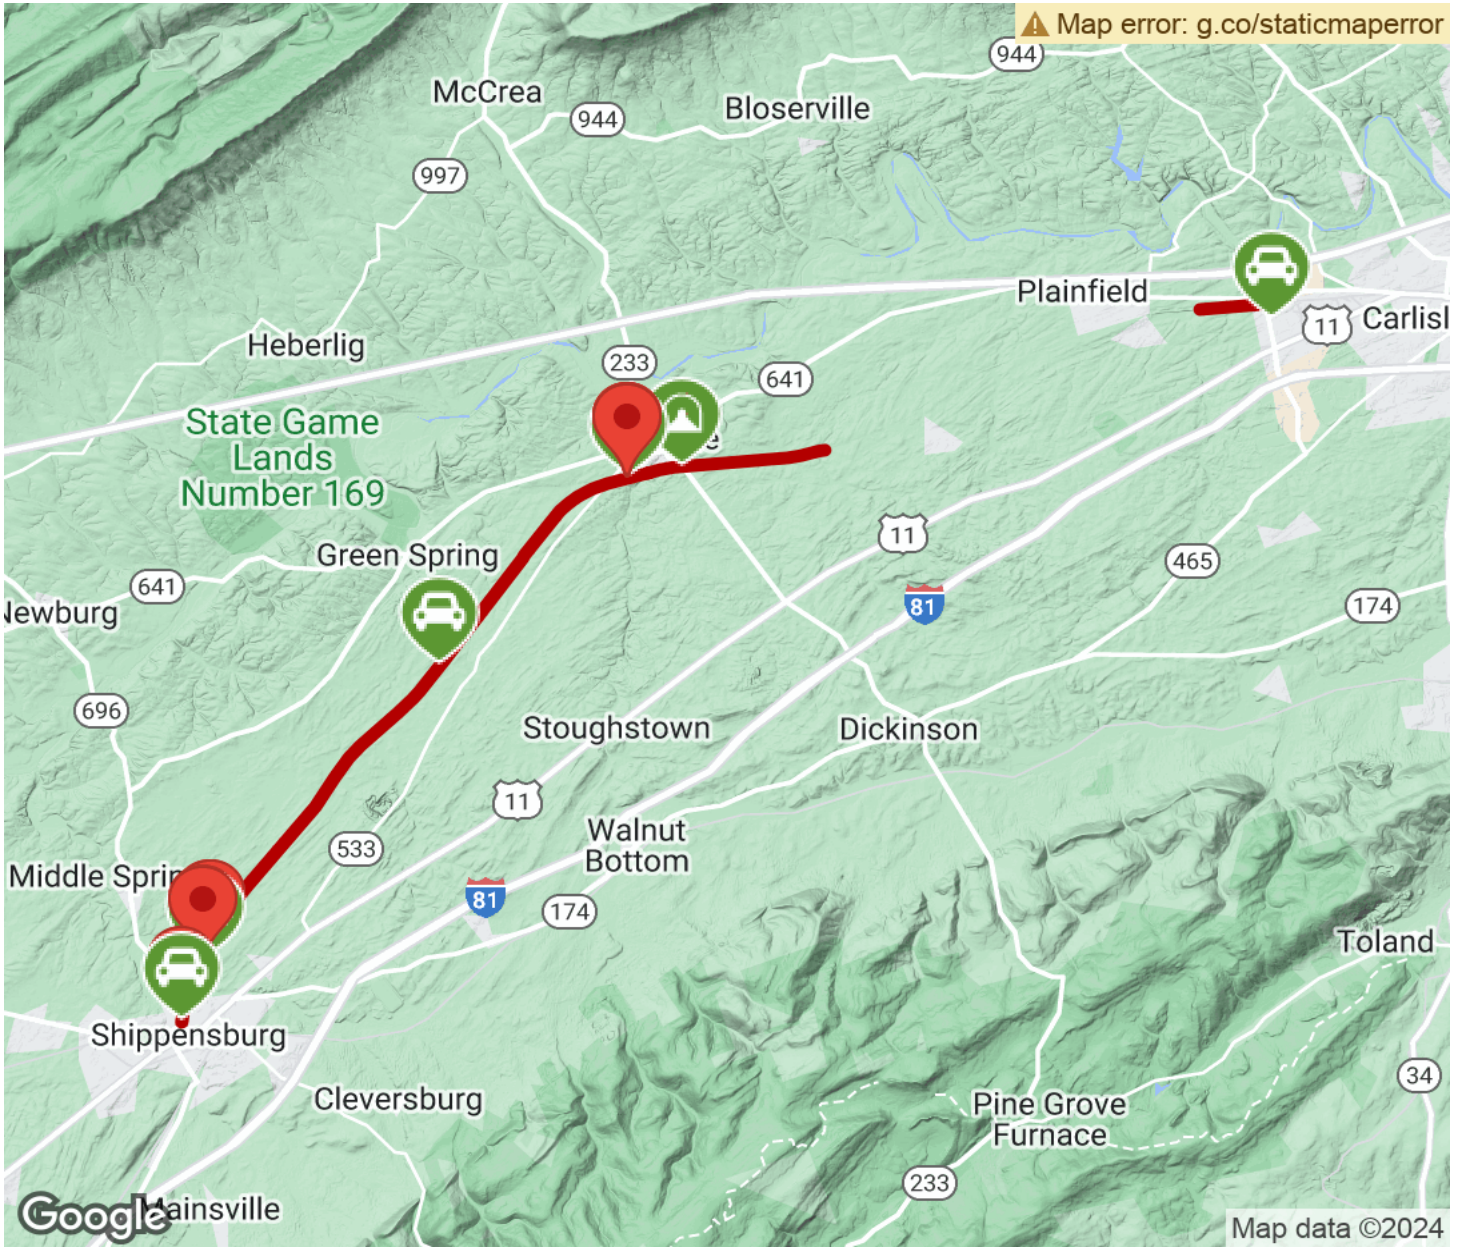 Map error: g.co/staticmaperror
944
McCrea
Bloserville
944
997
Plainfield
11
Carlisl
Heberlig
233
641
State Game
Lands
Number 169
e
11
Green Spring
465
641
81
174
Newburg
696
Stoughstown
Dickinson
11
Walnut
Bottom
533
Middle Sprin
81
174
Toland
Shippensburg
34
Cleversburg
Pine Grove
Furnace
233
Mainsville
Google
Map data ©2024